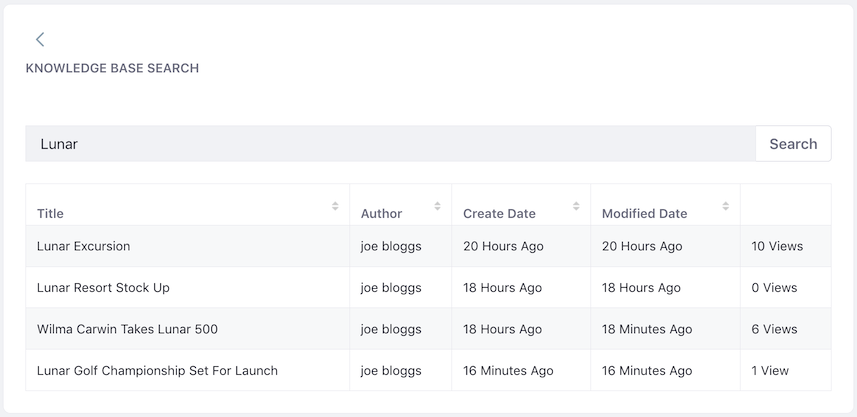 KNOWLEDGE BASE SEARCH
Lunar Search
Title Author Create Date Modified Date
Lunar Excursion joe bloggs 20 Hours Ago 20 Hours Ago 10 Views
Lunar Resort Stock Up joe bloggs 18 Hours Ago 18 Hours Ago 0 Views
Wilma Carwin Takes Lunar 500 joe bloggs 18 Hours Ago 18 Minutes Ago 6 Views
Lunar Golf Championship Set For Launch joe bloggs 16 Minutes Ago 16 Minutes Ago 1 View